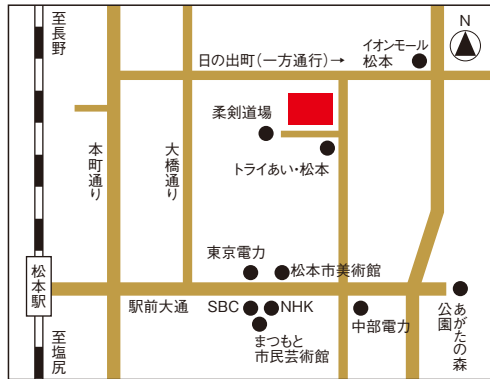 至長野
N
イオンモール
松本
日の出町(一方通行)→
柔剣道場
本町通り
大橋通り
トライあい・松本
東京電力
松本市美術館
松本駅
駅前大通
SBC
NHK
中部電力
あがたの森
公園
まつもと
市民芸術館
至塩尻